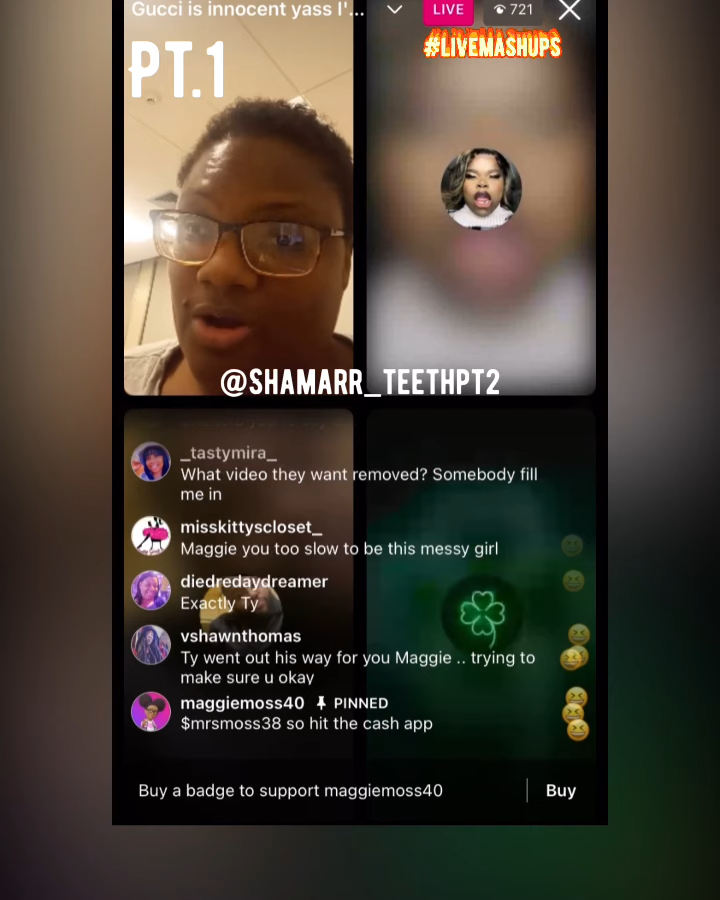 Gucci is innocent yass I'...
LIVE
721
#LIVEMASHUPS
PT.1
@SHAMARR_TEETHPT2
_tastymira_
What video they want removed? Somebody fill
me in
misskittyscloset_
Maggie you too slow to be this messy girl
diedredaydreamer
Exactly Ty
vshawnthomas
Ty went out his way for you Maggie .. trying to
make sure u okay
maggiemoss40 PINNED
$mrsmoss38 so hit the cash app
Buy a badge to support maggiemoss40
Buy